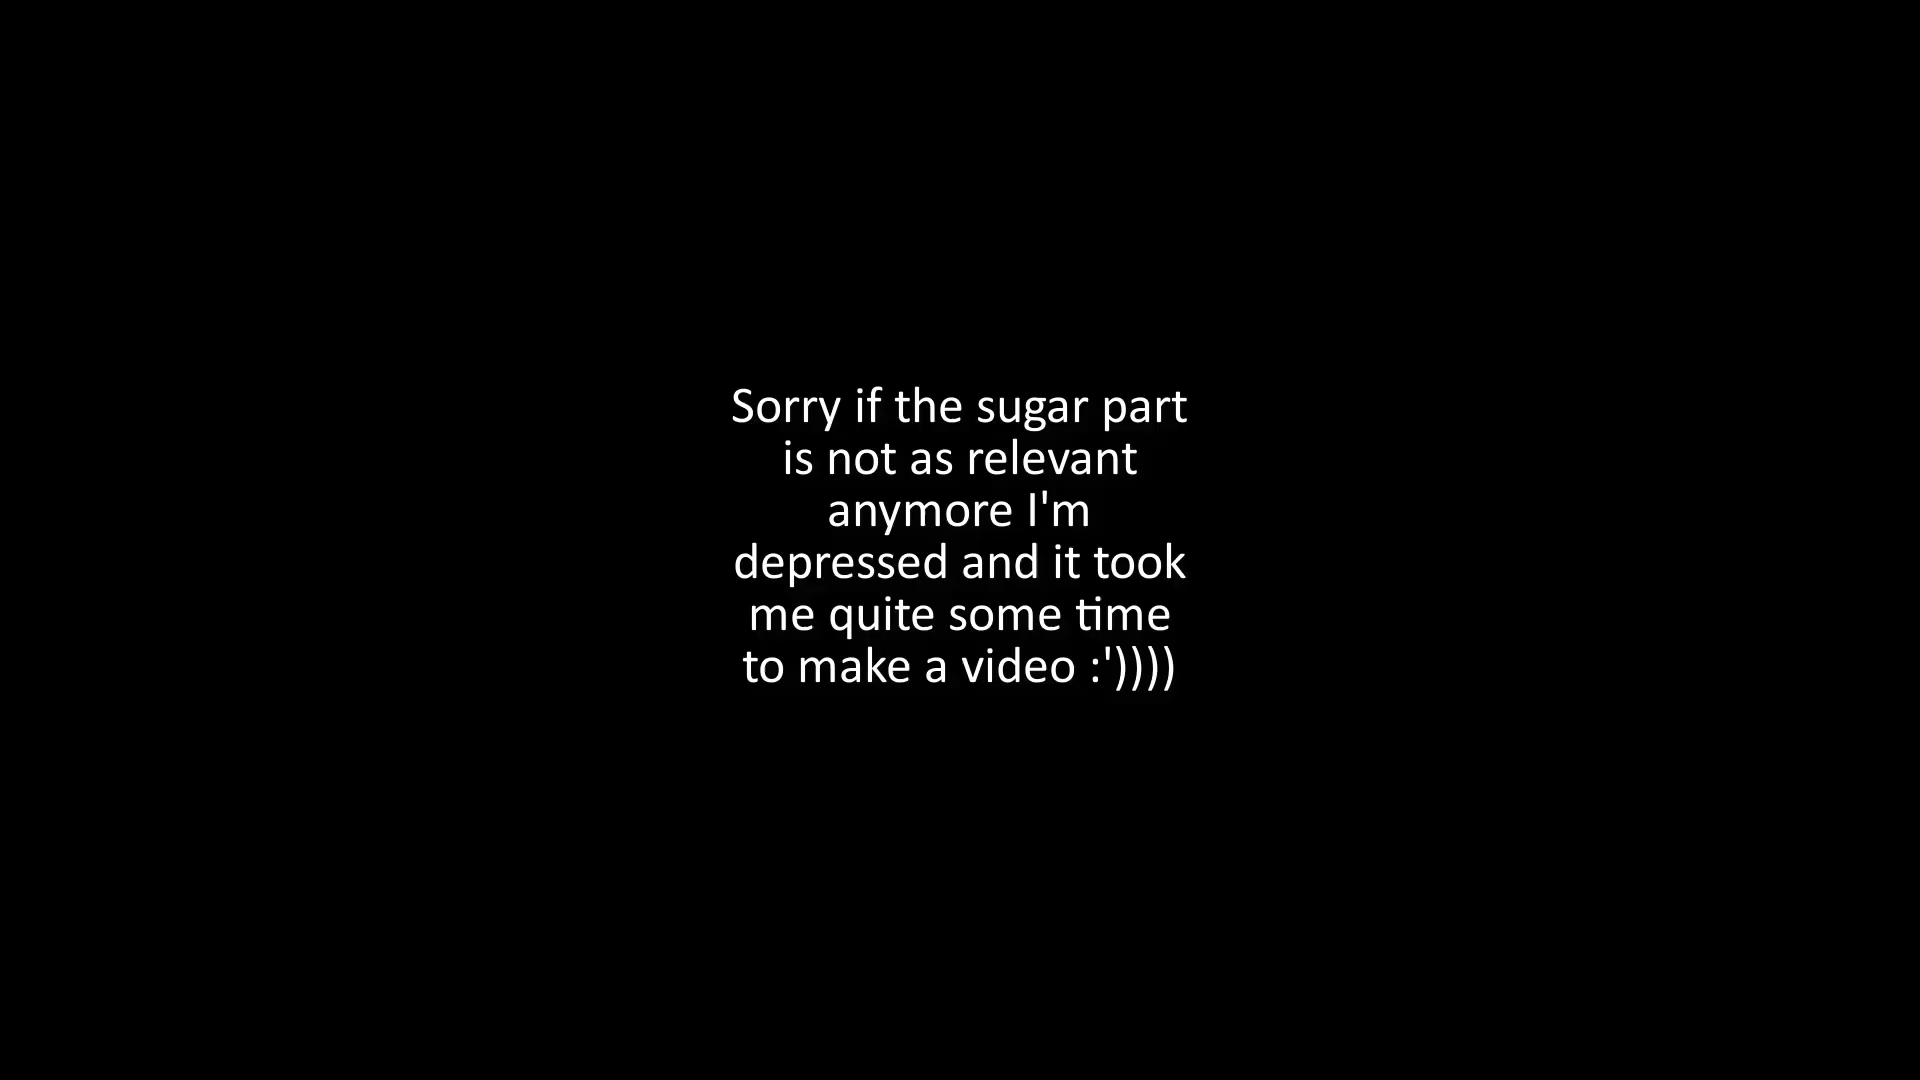 Sorry if the sugar part
is not as relevant
anymore I'm
depressed and it took
me quite some time
to make a video :'))))